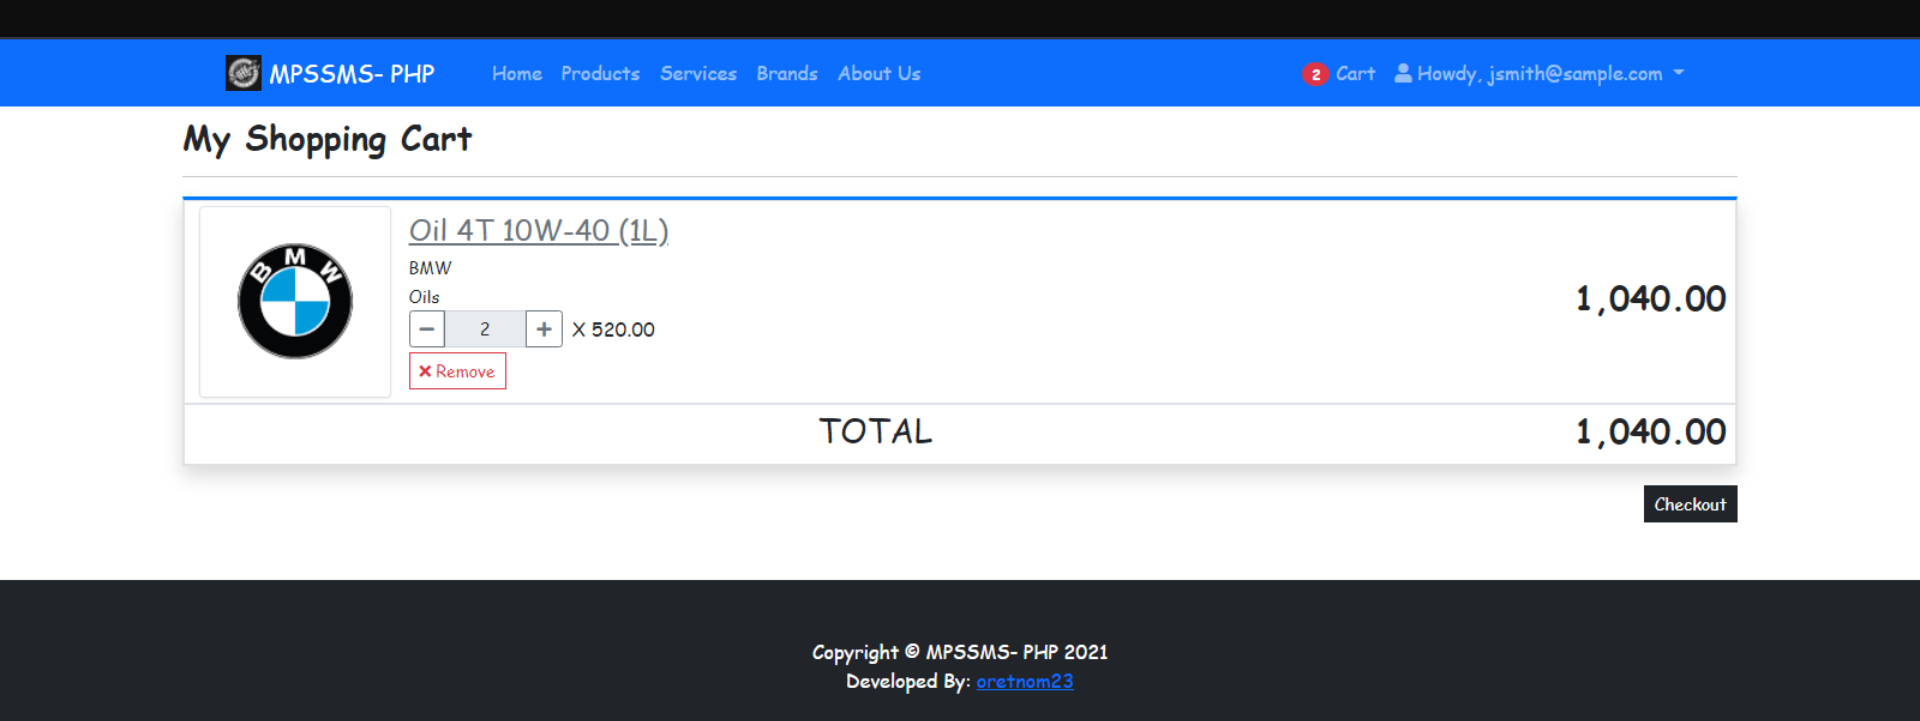 MPSSMS- PHP Home Products Services Brands About Us 2 Cart Howdy, jsmith@sample.com
My Shopping Cart
Oil 4T 10W-40 (1L)
BMW
BMW
Oils
− 2 + X 520.00
1,040.00
Remove
TOTAL 1,040.00
Checkout
Copyright © MPSSMS- PHP 2021
Developed By: oretnom23